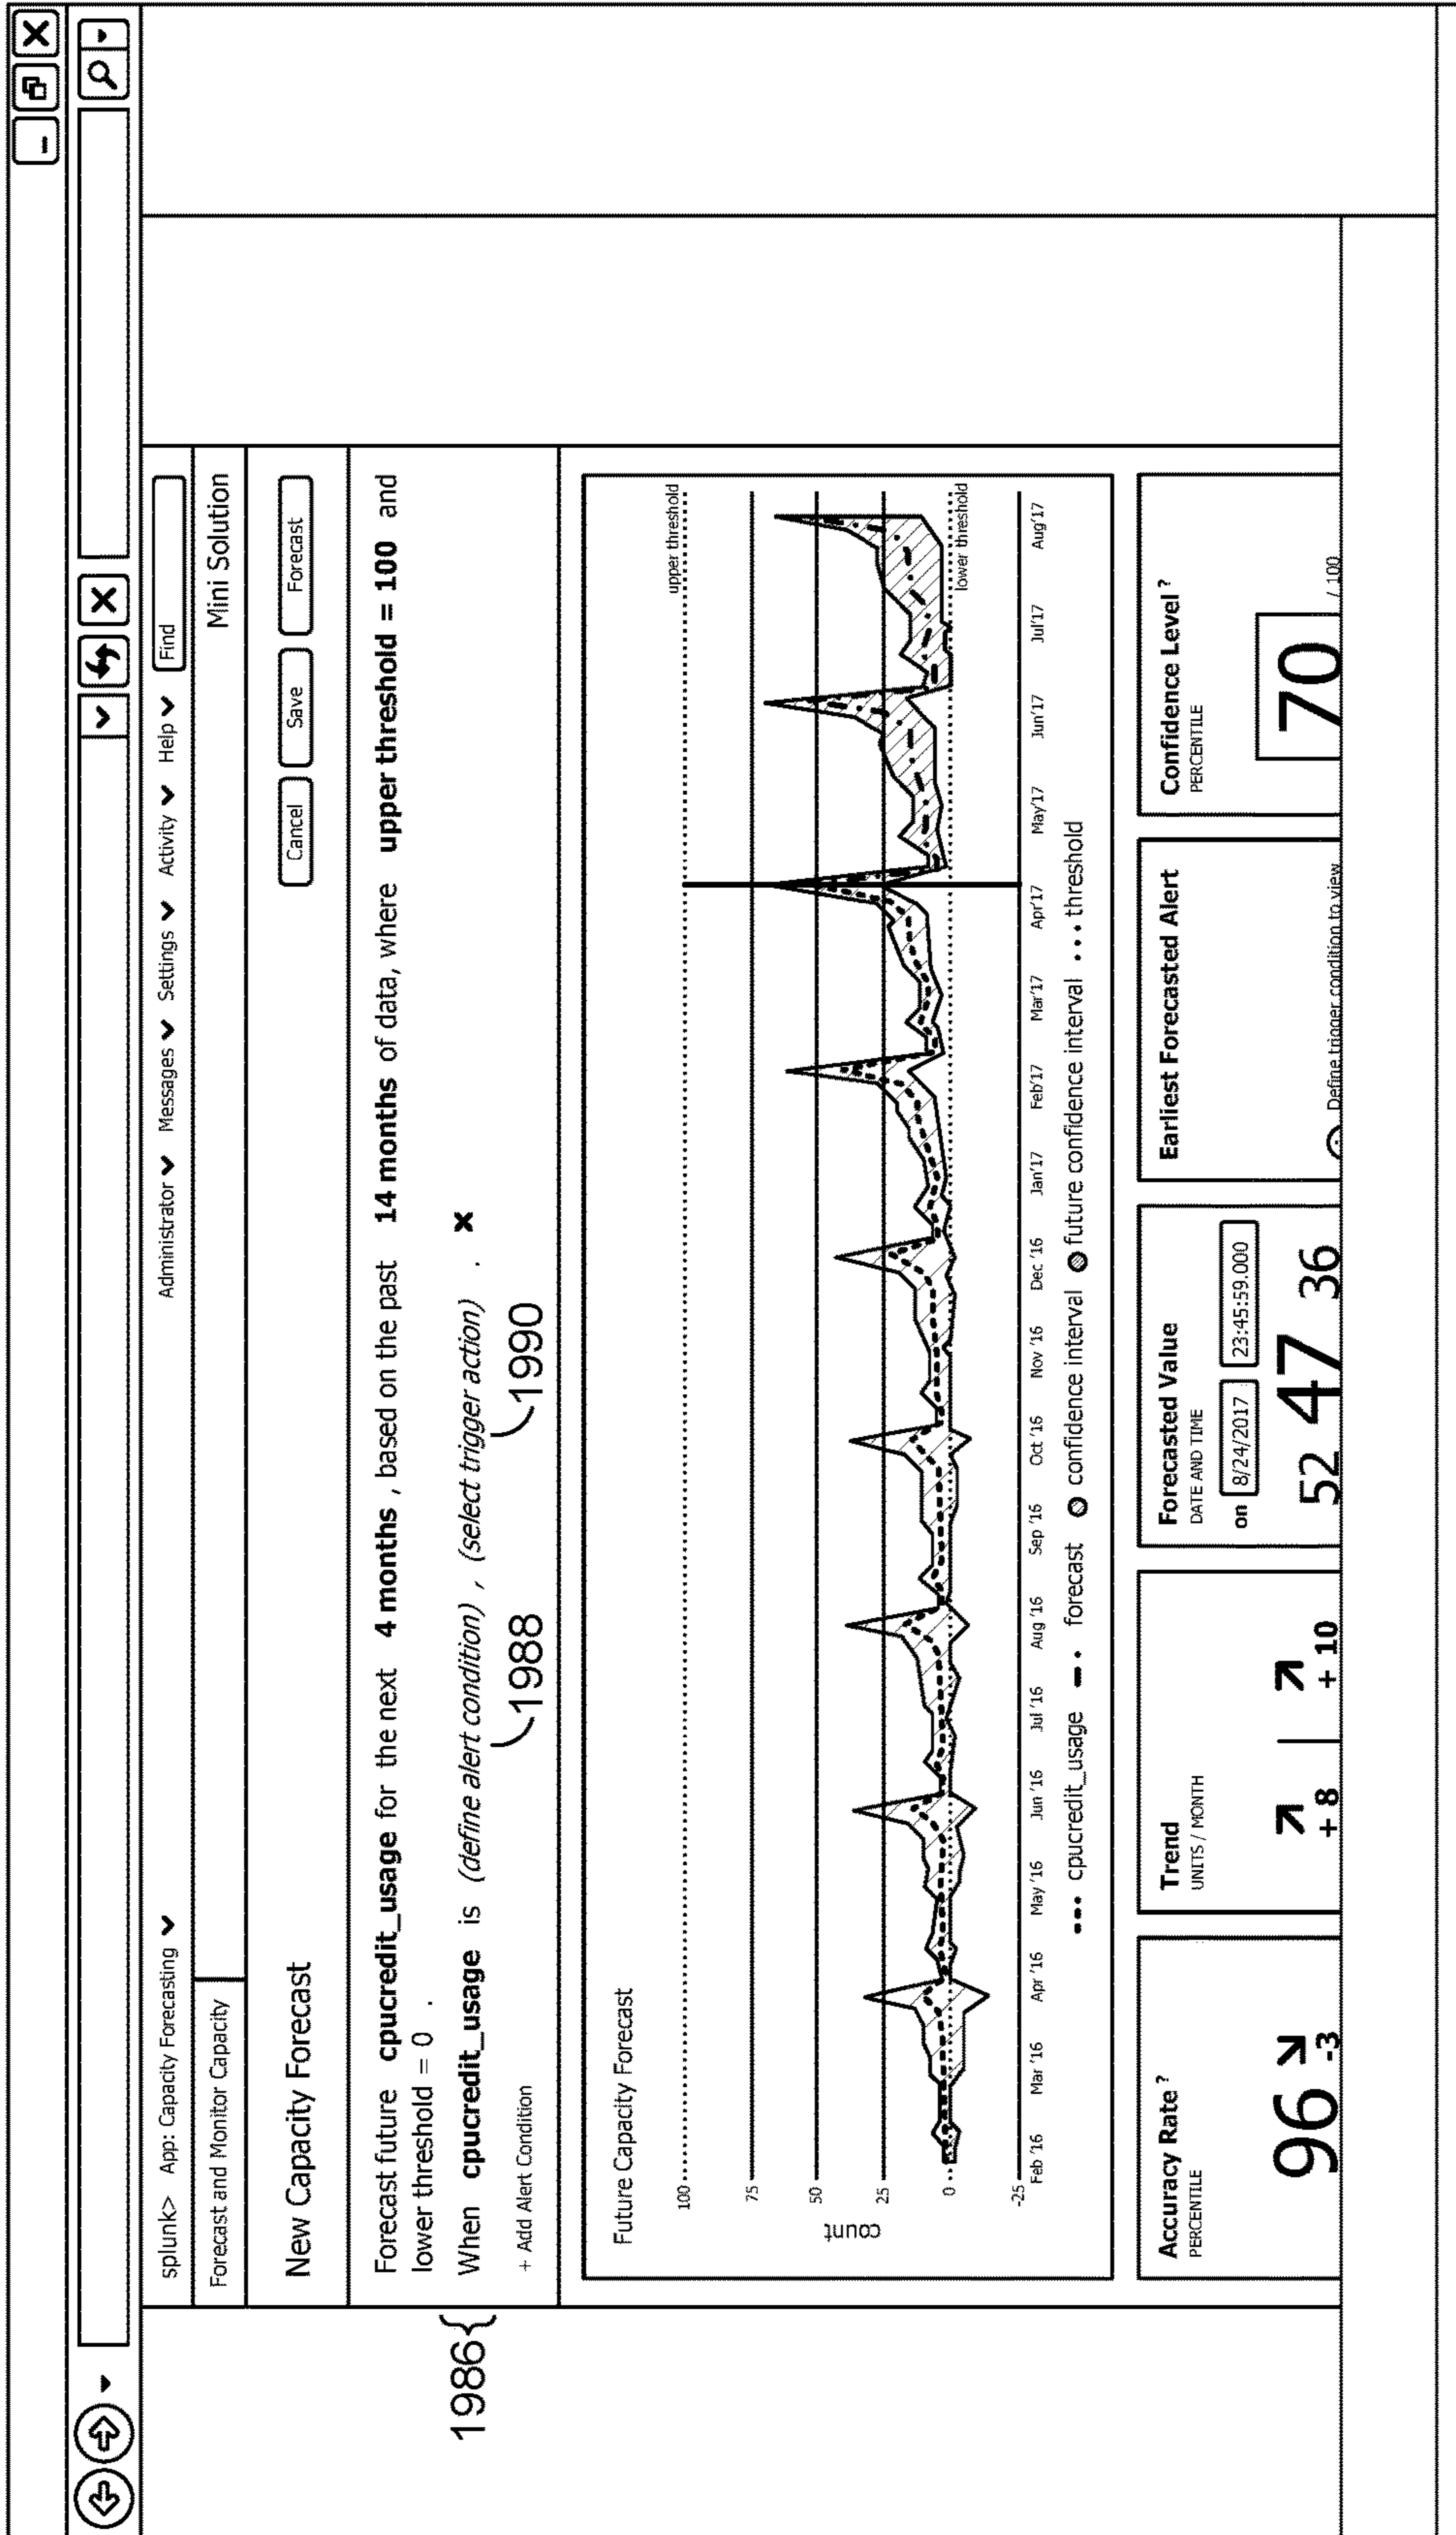 splunk> App: Capacity Forecasting Administrator Messages Settings Activity Help Find
Forecast and Monitor Capacity Mini Solution
New Capacity Forecast Cancel Save Forecast
Forecast future cpucredit_usage for the next 4 months , based on the past 14 months of data, where upper threshold = 100 and
lower threshold = 0 .
1986 When cpucredit_usage is (define alert condition) , (select trigger action) . x
1988 1990
+ Add Alert Condition
Future Capacity Forecast
upper threshold
100
75
50
25
0
-25
count
lower threshold
Feb '16 Mar '16 Apr '16 May '16 Jun '16 Jul '16 Aug '16 Sep '16 Oct '16 Nov '16 Dec '16 Jan'17 Feb'17 Mar'17 Apr'17 May'17 Jun'17 Jul'17 Aug'17
cpucredit_usage forecast confidence interval future confidence interval threshold
Accuracy Rate ?
PERCENTILE
96 -3
Trend
UNITS / MONTH
+ 8 + 10
Forecasted Value
DATE AND TIME
on 8/24/2017 23:45:59.000
52 47 36
Earliest Forecasted Alert
Define trigger condition to view
Confidence Level ?
PERCENTILE
70 / 100